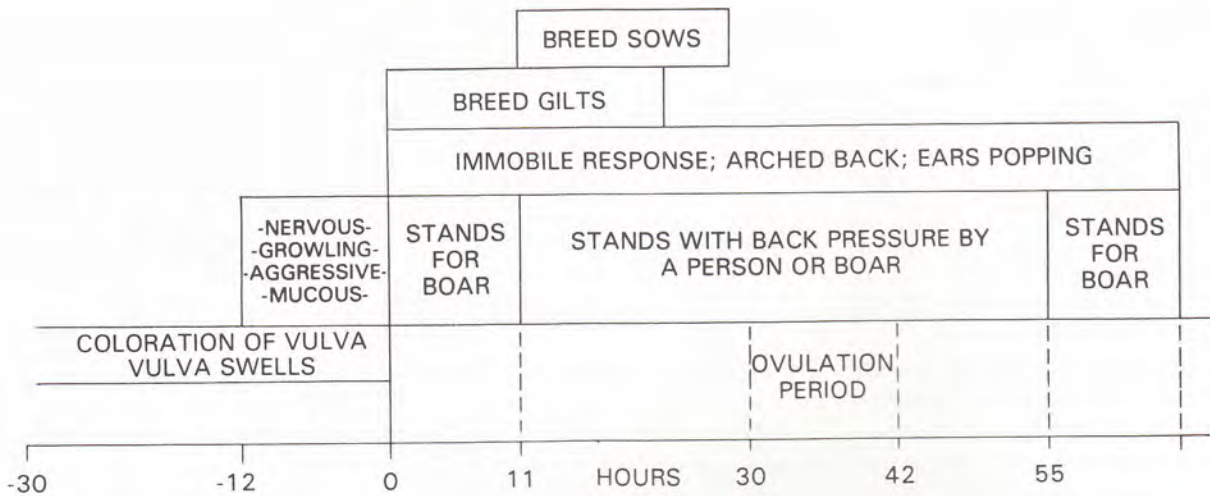 BREED SOWS
BREED GILTS
IMMOBILE RESPONSE; ARCHED BACK; EARS POPPING
-NERVOUS-
-GROWLING-
-AGGRESSIVE-
-MUCOUS-
STANDS
FOR
BOAR
STANDS WITH BACK PRESSURE BY
A PERSON OR BOAR
STANDS
FOR
BOAR
COLORATION OF VULVA
VULVA SWELLS
OVULATION
PERIOD
-30 -12 0 11 HOURS 30 42 55